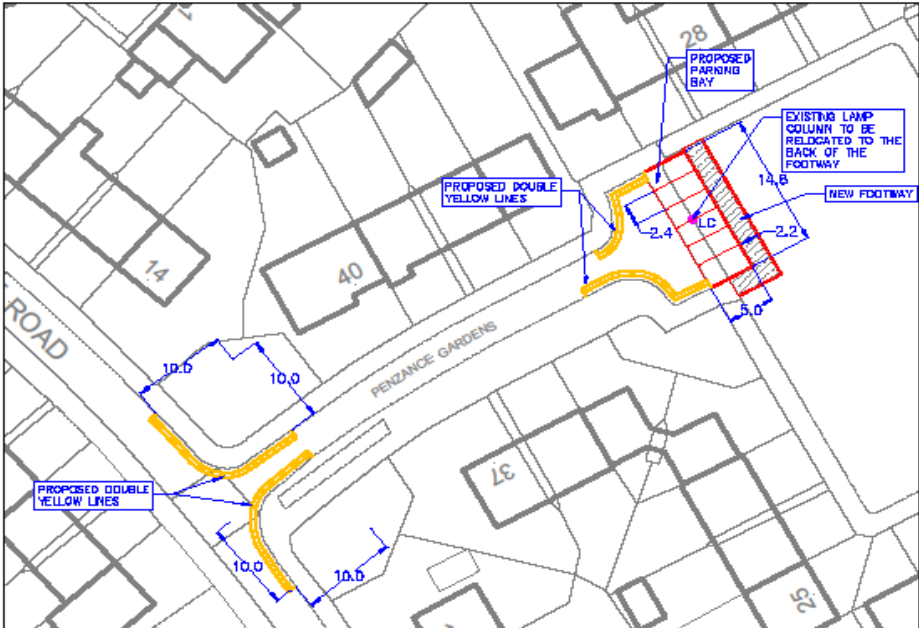 28
PROPOSED
PARKING
BAY
EXISTING LAMP
COLUMN TO BE
RELOCATED TO THE
BACK OF THE
FOOTWAY
14.8
PROPOSED DOUBLE
YELLOW LINES
NEW FOOTWAY
LC
2.4
2.2
5.0
14
40
ROAD
PENZANCE GARDENS
10.0
10.0
37
PROPOSED DOUBLE
YELLOW LINES
10.0
10.0
25